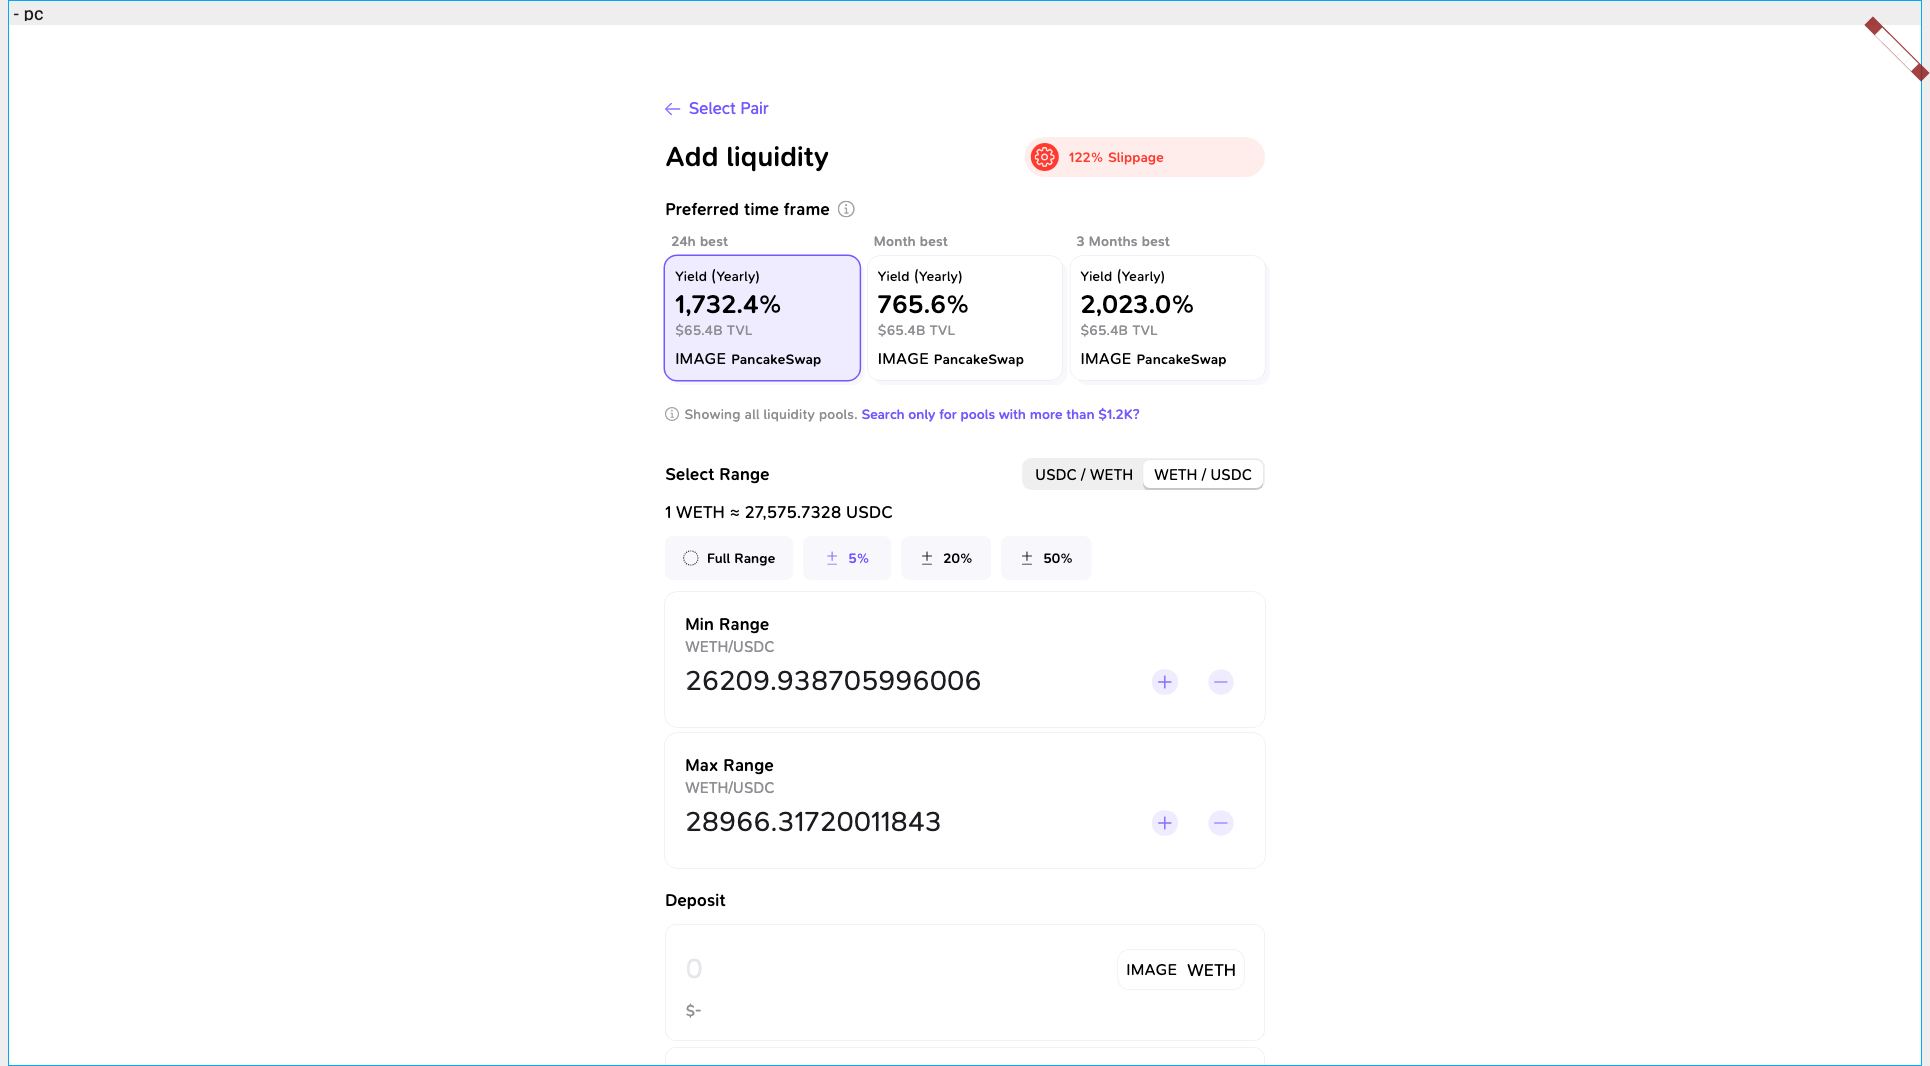 - pc
Select Pair
Add liquidity
122% Slippage
Preferred time frame
24h best
Month best
3 Months best
Yield (Yearly)
1,732.4%
$65.4B TVL
IMAGE PancakeSwap
Yield (Yearly)
765.6%
$65.4B TVL
IMAGE PancakeSwap
Yield (Yearly)
2,023.0%
$65.4B TVL
IMAGE PancakeSwap
Showing all liquidity pools. Search only for pools with more than $1.2K?
Select Range
USDC / WETH
WETH / USDC
1 WETH ≈ 27,575.7328 USDC
Full Range
± 5%
± 20%
± 50%
Min Range
WETH/USDC
26209.938705996006
Max Range
WETH/USDC
28966.31720011843
Deposit
0
IMAGE WETH
$-